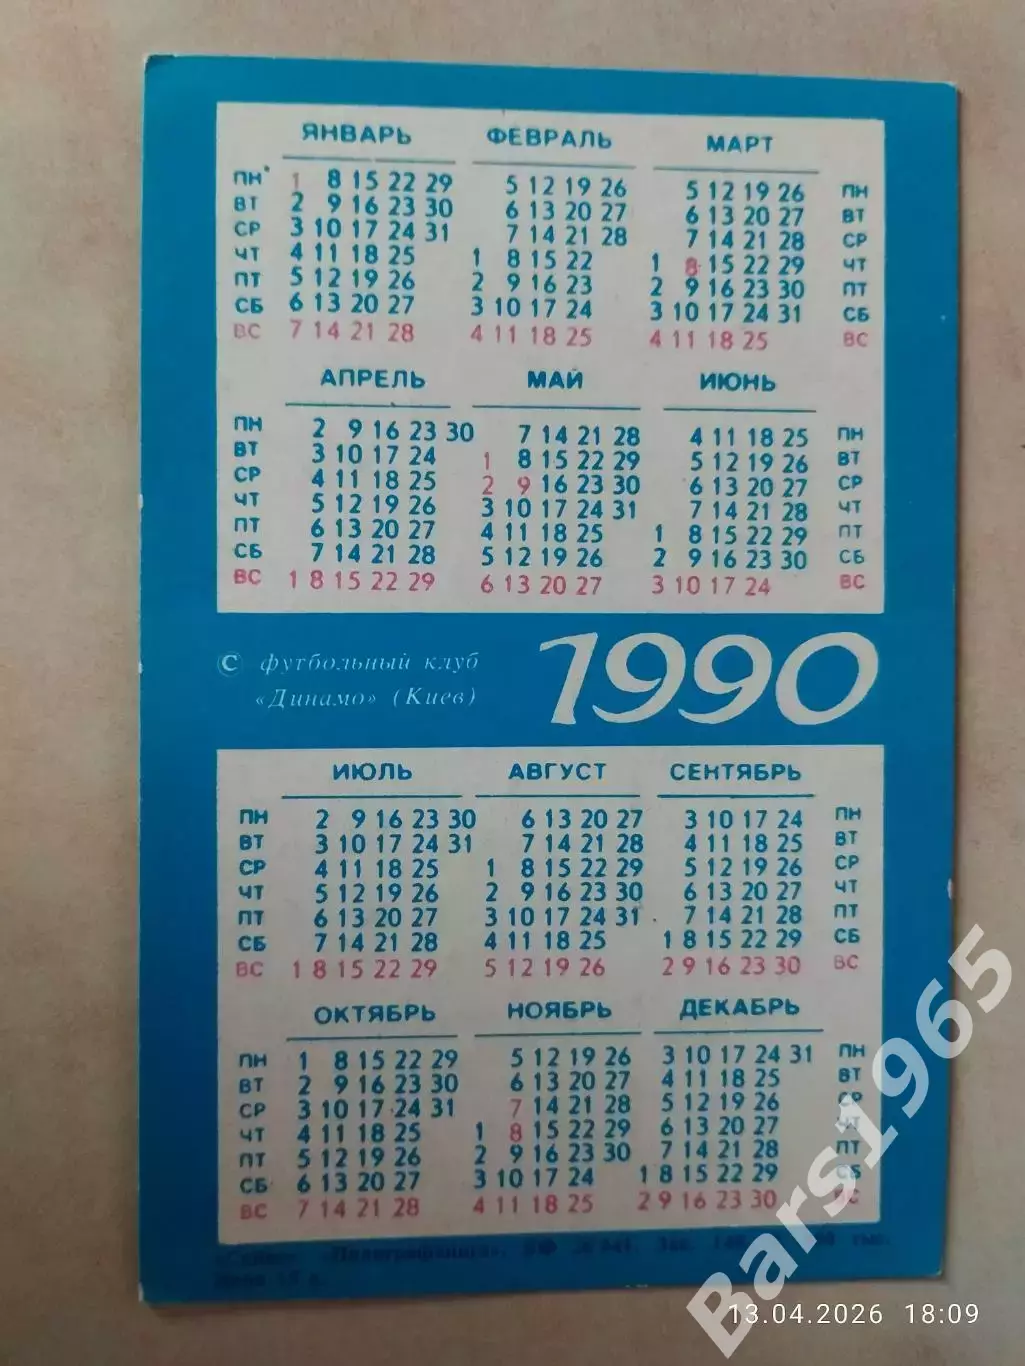 ЯНВАРЬ ФЕВРАЛЬ МАРТ
ПН 1 8 15 22 29 5 12 19 26 5 12 19 26 ПН
ВТ 2 9 16 23 30 6 13 20 27 6 13 20 27 ВТ
СР 3 10 17 24 31 7 14 21 28 7 14 21 28 СР
ЧТ 4 11 18 25 1 8 15 22 1 8 15 22 29 ЧТ
ПТ 5 12 19 26 2 9 16 23 2 9 16 23 30 ПТ
СБ 6 13 20 27 3 10 17 24 3 10 17 24 31 СБ
ВС 7 14 21 28 4 11 18 25 4 11 18 25 ВС
АПРЕЛЬ МАЙ ИЮНЬ
ПН 2 9 16 23 30 7 14 21 28 4 11 18 25 ПН
ВТ 3 10 17 24 1 8 15 22 29 5 12 19 26 ВТ
СР 4 11 18 25 2 9 16 23 30 6 13 20 27 СР
ЧТ 5 12 19 26 3 10 17 24 31 7 14 21 28 ЧТ
ПТ 6 13 20 27 4 11 18 25 1 8 15 22 29 ПТ
СБ 7 14 21 28 5 12 19 26 2 9 16 23 30 СБ
ВС 1 8 15 22 29 6 13 20 27 3 10 17 24 ВС
© футбольный клуб
«Динамо» (Киев)
1990
ИЮЛЬ АВГУСТ СЕНТЯБРЬ
ПН 2 9 16 23 30 6 13 20 27 3 10 17 24 ПН
ВТ 3 10 17 24 31 7 14 21 28 4 11 18 25 ВТ
СР 4 11 18 25 1 8 15 22 29 5 12 19 26 СР
ЧТ 5 12 19 26 2 9 16 23 30 6 13 20 27 ЧТ
ПТ 6 13 20 27 3 10 17 24 31 7 14 21 28 ПТ
СБ 7 14 21 28 4 11 18 25 1 8 15 22 29 СБ
ВС 1 8 15 22 29 5 12 19 26 2 9 16 23 30 ВС
ОКТЯБРЬ НОЯБРЬ ДЕКАБРЬ
ПН 1 8 15 22 29 5 12 19 26 3 10 17 24 31 ПН
ВТ 2 9 16 23 30 6 13 20 27 4 11 18 25 ВТ
СР 3 10 17 24 31 7 14 21 28 5 12 19 26 СР
ЧТ 4 11 18 25 1 8 15 22 29 6 13 20 27 ЧТ
ПТ 5 12 19 26 2 9 16 23 30 7 14 21 28 ПТ
СБ 6 13 20 27 3 10 17 24 1 8 15 22 29 СБ
ВС 7 14 21 28 4 11 18 25 2 9 16 23 30 ВС
«Полиграфкнига»,
Bars1965
13.04.2026 18:09